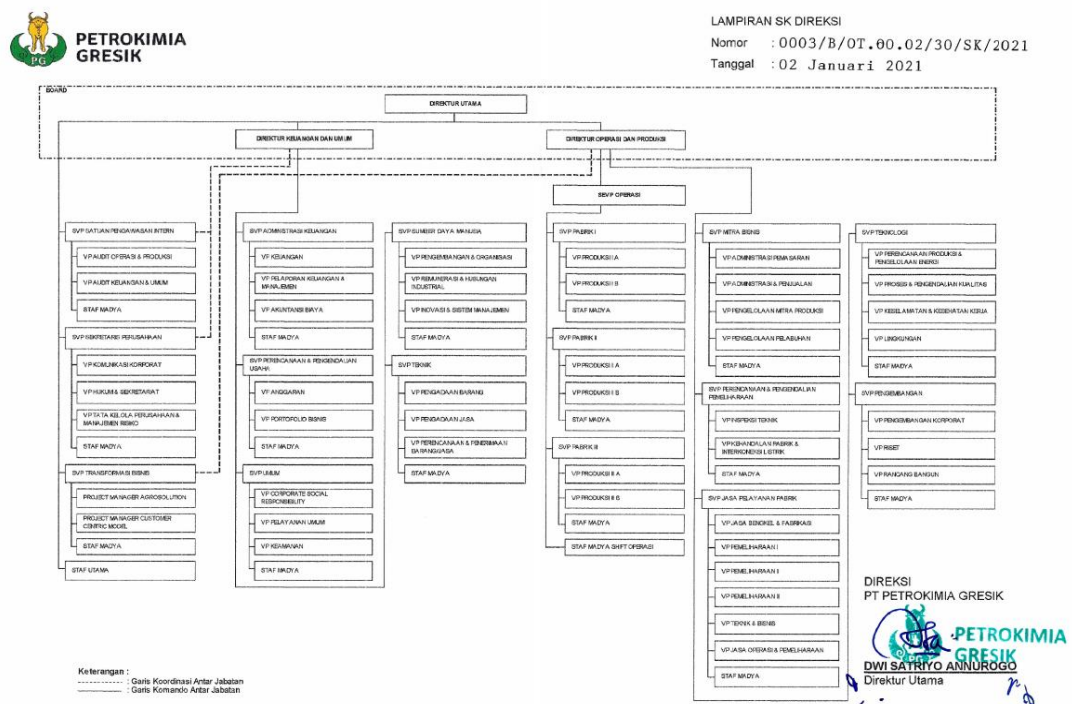 PETROKIMIA
GRESIK
PG
LAMPIRAN SK DIREKSI
Nomor : 0003/B/OT.00.02/30/SK/2021
Tanggal : 02 Januari 2021
BOARD
DIREKTUR UTAMA
DIREKTUR KEUANGAN DAN UMUM
DIREKTUR OPERASI DAN PRODUKSI
SEVP OPERASI
SVP SATUAN PENGAWASAN INTERN
VP AUDIT OPERASI & PRODUKSI
VP AUDIT KEUANGAN & UMUM
STAF MADYA
SVP SEKRETARIS PERUSAHAAN
VP KOMUNIKASI KORPORAT
VP HUKUM & SEKRETARIAT
VP TATA KELOLA PERUSAHAAN &
MANAJEMEN RISIKO
STAF MADYA
SVP TRANSFORMASI BISNIS
PROJECT MANAGER AGROSOLUTION
PROJECT MANAGER CUSTOMER
CENTRIC MODEL
STAF MADYA
STAF UTAMA
SVP ADMINISTRASI KEUANGAN
VP KEUANGAN
VP PELAPORAN KEUANGAN &
MANAJEMEN
VP AKUNTANSI BIAYA
STAF MADYA
SVP PERENCANAAN & PENGENDALIAN
USAHA
VP ANGGARAN
VP PORTOFOLIO BISNIS
STAF MADYA
SVP UMUM
VP CORPORATE SOCIAL
RESPONSIBILITY
VP PELAYANAN UMUM
VP KEAMANAN
STAF MADYA
SVP SUMBER DAYA MANUSIA
VP PENGEMBANGAN & ORGANISASI
VP REMUNERASI & HUBUNGAN
INDUSTRIAL
VP INOVASI & SISTEM MANAJEMEN
STAF MADYA
SVP TEKNIK
VP PENGADAAN BARANG
VP PENGADAAN JASA
VP PERENCANAAN & PENERIMAAN
BARANG/JASA
STAF MADYA
SVP PABRIK I
VP PRODUKSI I A
VP PRODUKSI I B
STAF MADYA
SVP PABRIK II
VP PRODUKSI II A
VP PRODUKSI II B
STAF MADYA
SVP PABRIK III
VP PRODUKSI III A
VP PRODUKSI III B
STAF MADYA
STAF MADYA SHIFT OPERASI
SVP MITRA BISNIS
VP ADMINISTRASI PEMASARAN
VP ADMINISTRASI & PENJUALAN
VP PENGELOLAAN MITRA PRODUKSI
VP PENGELOLAAN PELABUHAN
STAF MADYA
SVP PERENCANAAN & PENGENDALIAN
PEMELIHARAAN
VP INSPEKSI TEKNIK
VP KEHANDALAN PABRIK &
INTERKONEKSI LISTRIK
STAF MADYA
SVP JASA PELAYANAN PABRIK
VP JASA BENGKEL & FABRIKASI
VP PEMELIHARAAN I
VP PEMELIHARAAN II
VP PEMELIHARAAN III
VP TEKNIK & BISNIS
VP JASA OPERASI & PEMELIHARAAN
STAF MADYA
SVP TEKNOLOGI
VP PERENCANAAN PRODUKSI &
PENGELOLAAN ENERGI
VP PROSES & PENGENDALIAN KUALITAS
VP KESELAMATAN & KESEHATAN KERJA
VP LINGKUNGAN
STAF MADYA
SVP PENGEMBANGAN
VP PENGEMBANGAN KORPORAT
VP RISET
VP RANCANG BANGUN
STAF MADYA
Keterangan :
: Garis Koordinasi Antar Jabatan
: Garis Komando Antar Jabatan
DIREKSI
PT PETROKIMIA GRESIK
PETROKIMIA
GRESIK
DWI SATRIYO ANNUROGO
Direktur Utama